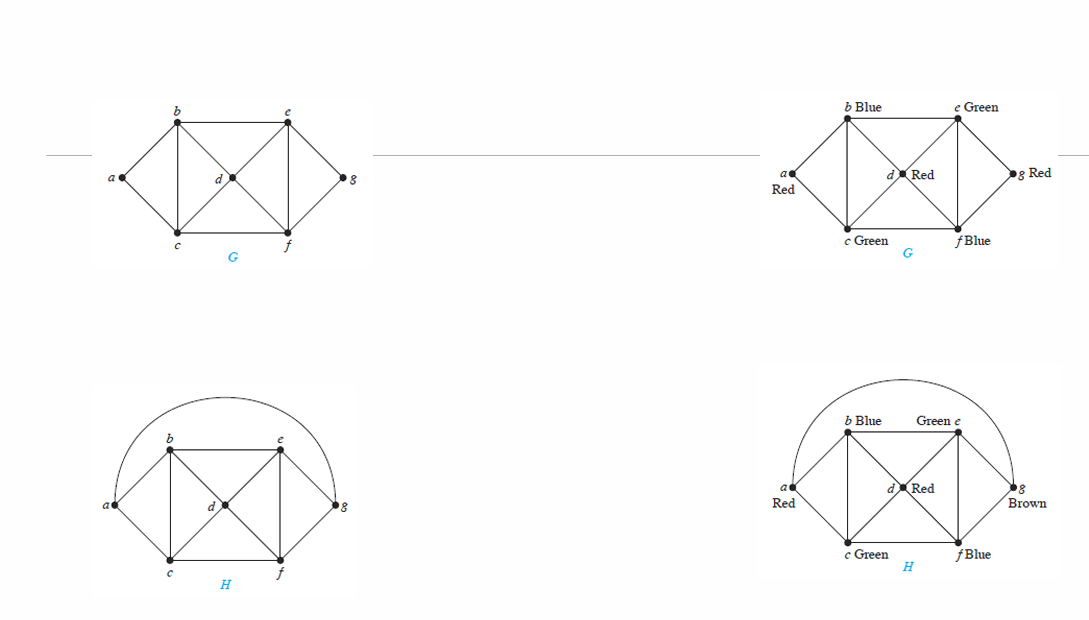 b e
a d g
c f
G
b Blue e Green
a d Red g Red
Red
c Green f Blue
G
b e
a d g
c f
H
b Blue Green e
a d Red g
Red Brown
c Green f Blue
H